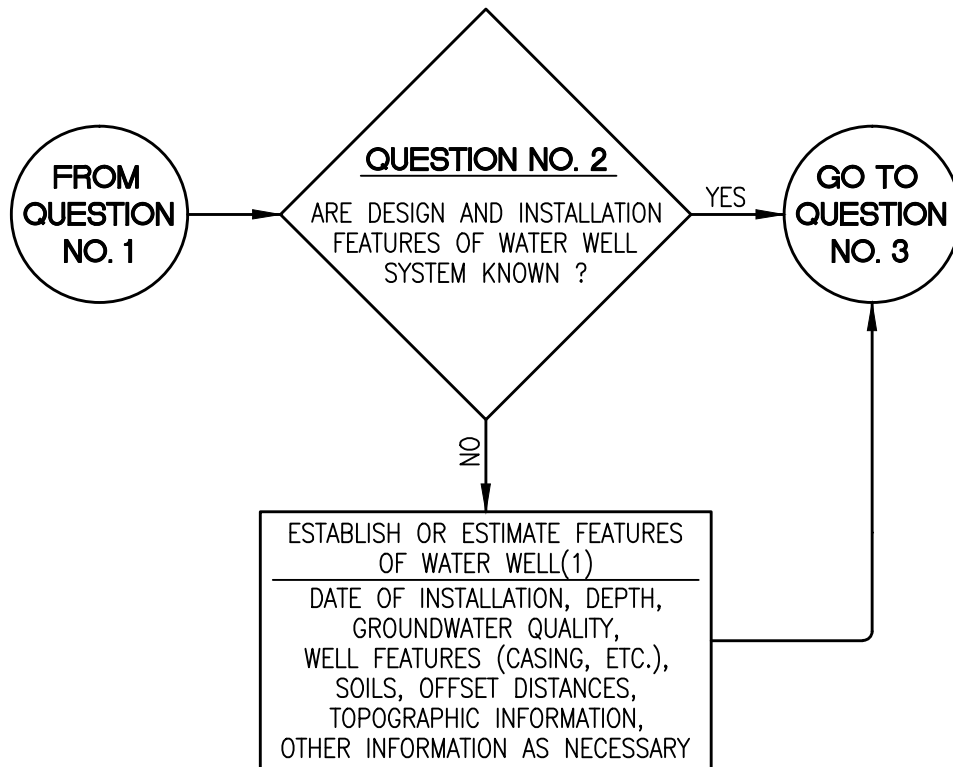 FROM
QUESTION
NO. 1
QUESTION NO. 2
ARE DESIGN AND INSTALLATION
FEATURES OF WATER WELL
SYSTEM KNOWN ?
YES
GO TO
QUESTION
NO. 3
NO
ESTABLISH OR ESTIMATE FEATURES
OF WATER WELL(1)
DATE OF INSTALLATION, DEPTH,
GROUNDWATER QUALITY,
WELL FEATURES (CASING, ETC.),
SOILS, OFFSET DISTANCES,
TOPOGRAPHIC INFORMATION,
OTHER INFORMATION AS NECESSARY